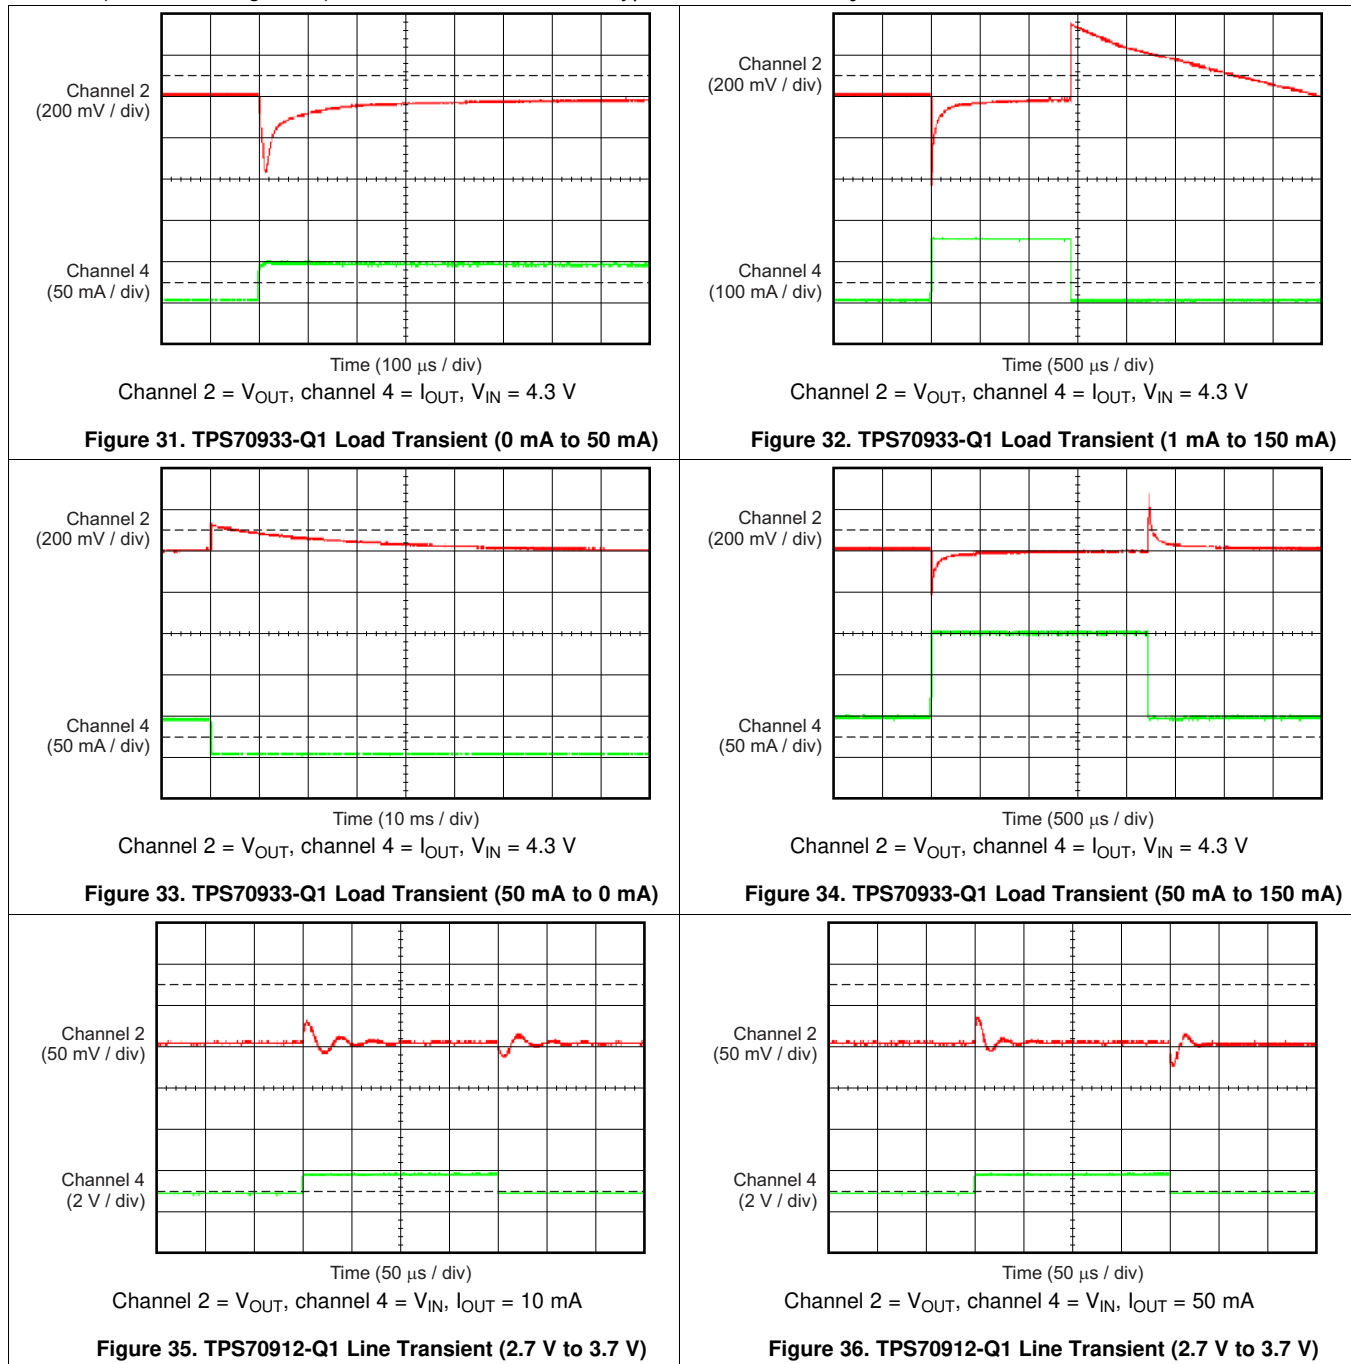 Channel 2
(200 mV / div)
Channel 4
(50 mA / div)
Time (100 μs / div)
Channel 2 = VOUT, channel 4 = IOUT, VIN = 4.3 V
Figure 31. TPS70933-Q1 Load Transient (0 mA to 50 mA)
Channel 2
(200 mV / div)
Channel 4
(100 mA / div)
Time (500 μs / div)
Channel 2 = VOUT, channel 4 = IOUT, VIN = 4.3 V
Figure 32. TPS70933-Q1 Load Transient (1 mA to 150 mA)
Channel 2
(200 mV / div)
Channel 4
(50 mA / div)
Time (10 ms / div)
Channel 2 = VOUT, channel 4 = IOUT, VIN = 4.3 V
Figure 33. TPS70933-Q1 Load Transient (50 mA to 0 mA)
Channel 2
(200 mV / div)
Channel 4
(50 mA / div)
Time (500 μs / div)
Channel 2 = VOUT, channel 4 = IOUT, VIN = 4.3 V
Figure 34. TPS70933-Q1 Load Transient (50 mA to 150 mA)
Channel 2
(50 mV / div)
Channel 4
(2 V / div)
Time (50 μs / div)
Channel 2 = VOUT, channel 4 = VIN, IOUT = 10 mA
Figure 35. TPS70912-Q1 Line Transient (2.7 V to 3.7 V)
Channel 2
(50 mV / div)
Channel 4
(2 V / div)
Time (50 μs / div)
Channel 2 = VOUT, channel 4 = VIN, IOUT = 50 mA
Figure 36. TPS70912-Q1 Line Transient (2.7 V to 3.7 V)